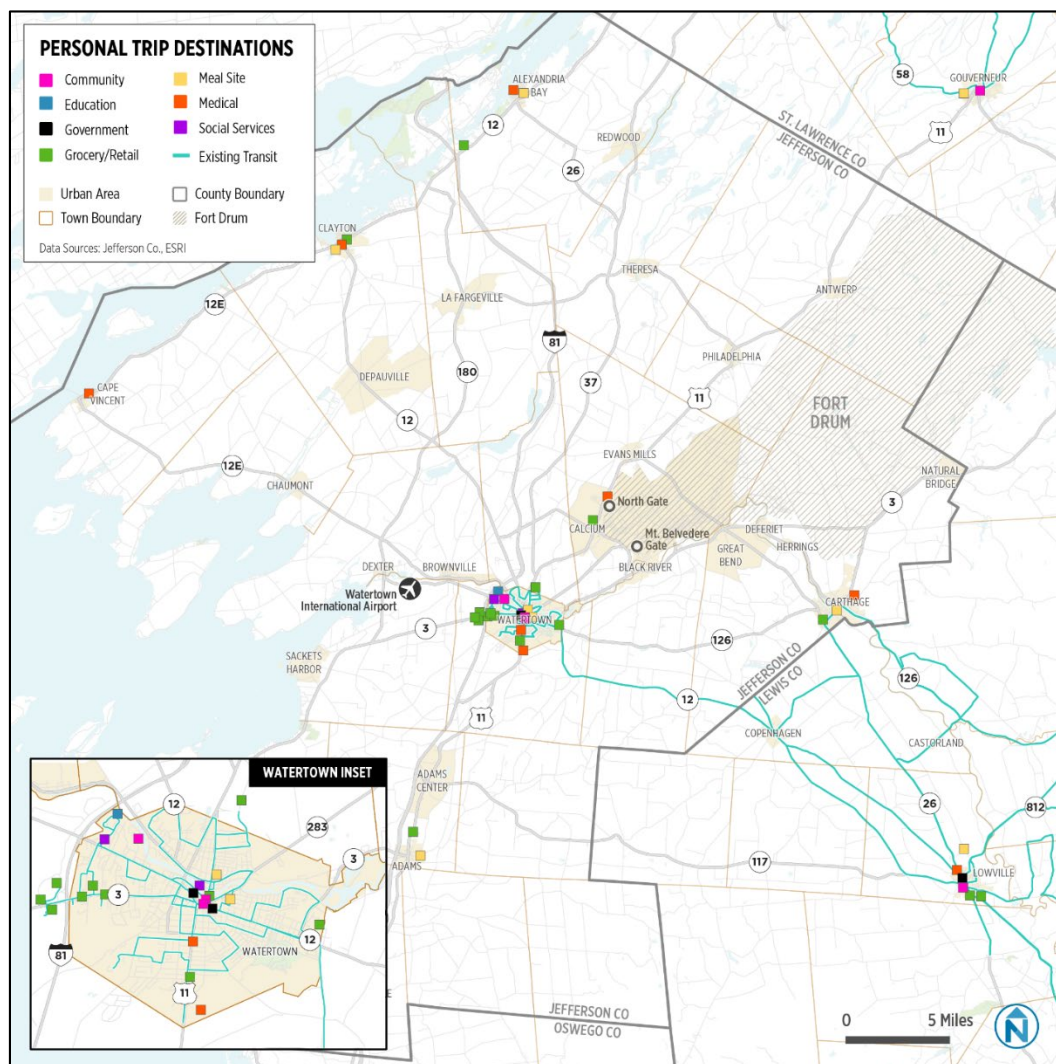 PERSONAL TRIP DESTINATIONS
Community
Education
Government
Grocery/Retail
Meal Site
Medical
Social Services
Existing Transit
Urban Area
Town Boundary
County Boundary
Fort Drum
Data Sources: Jefferson Co., ESRI
ALEXANDRIA
BAY
58
GOUVERNEUR
12
11
REDWOOD
ST. LAWRENCE CO
JEFFERSON CO
26
CLAYTON
THERESA
12E
LA FARGEVILLE
ANTWERP
81
PHILADELPHIA
DEPAUVILLE
180
37
CAPE
VINCENT
11
FORT
DRUM
12
EVANS MILLS
12E
NATURAL
BRIDGE
CHAUMONT
North Gate
3
CALCIUM
Mt. Belvedere
Gate
DEFERIET
GREAT
BEND
HERRINGS
DEXTER
BROWNVILLE
BLACK RIVER
Watertown
International Airport
CARTHAGE
WATERTOWN
3
126
SACKETS
HARBOR
JEFFERSON CO
LEWIS CO
126
12
11
COPENHAGEN
CASTORLAND
ADAMS
CENTER
26
812
ADAMS
117
LOWVILLE
WATERTOWN INSET
12
283
3
3
12
81
WATERTOWN
11
JEFFERSON CO
OSWEGO CO
0
5 Miles
N